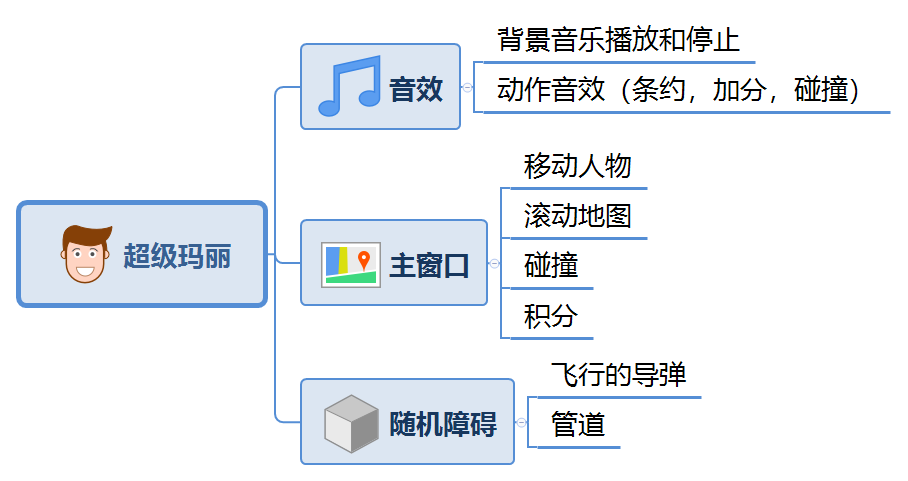 超级玛丽
音效
背景音乐播放和停止
动作音效（条约，加分，碰撞）
主窗口
移动人物
滚动地图
碰撞
积分
随机障碍
飞行的导弹
管道